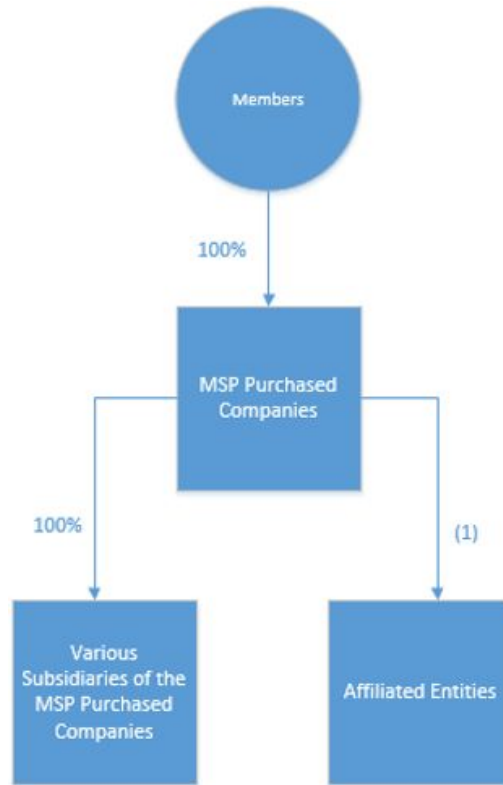 Members
100%
MSP Purchased
Companies
100%
(1)
Various
Subsidiaries of the
MSP Purchased
Companies
Affiliated Entities